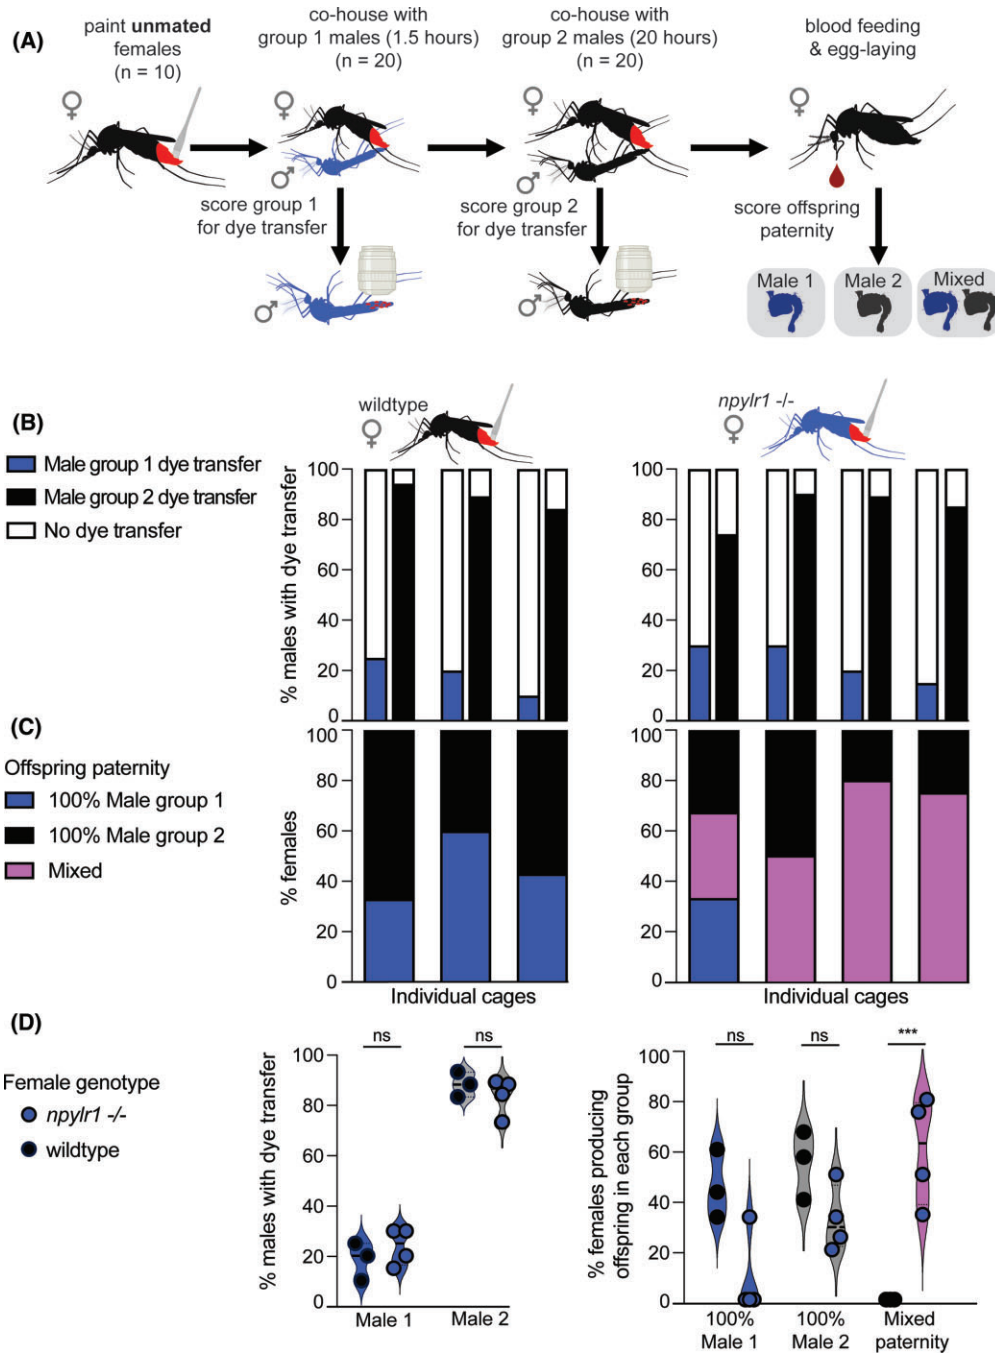 (A)
paint unmated
females
(n = 10)
co-house with
group 1 males (1.5 hours)
(n = 20)
co-house with
group 2 males (20 hours)
(n = 20)
blood feeding
& egg-laying
♀
♀
♀
♀
♂
♂
score group 1
for dye transfer
score group 2
for dye transfer
score offspring
paternity
♂
♂
Male 1
Male 2
Mixed
(B)
wildtype
♀
npylr1 -/-
♀
Male group 1 dye transfer
Male group 2 dye transfer
No dye transfer
% males with dye transfer
100
80
60
40
20
0
100
80
60
40
20
0
(C)
Offspring paternity
100% Male group 1
100% Male group 2
Mixed
% females
100
80
60
40
20
0
Individual cages
100
80
60
40
20
0
Individual cages
(D)
Female genotype
npylr1 -/-
wildtype
% males with dye transfer
100
80
60
40
20
0
ns
ns
Male 1
Male 2
% females producing
offspring in each group
100
80
60
40
20
0
ns
ns
***
100%
Male 1
100%
Male 2
Mixed
paternity